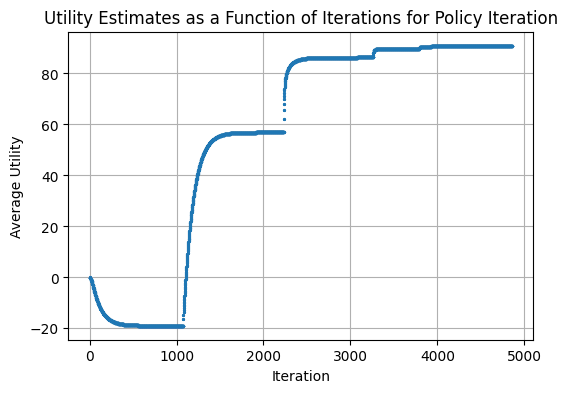 Utility Estimates as a Function of Iterations for Policy Iteration
80
60
40
20
0
−20
Average Utility
0 1000 2000 3000 4000 5000
Iteration